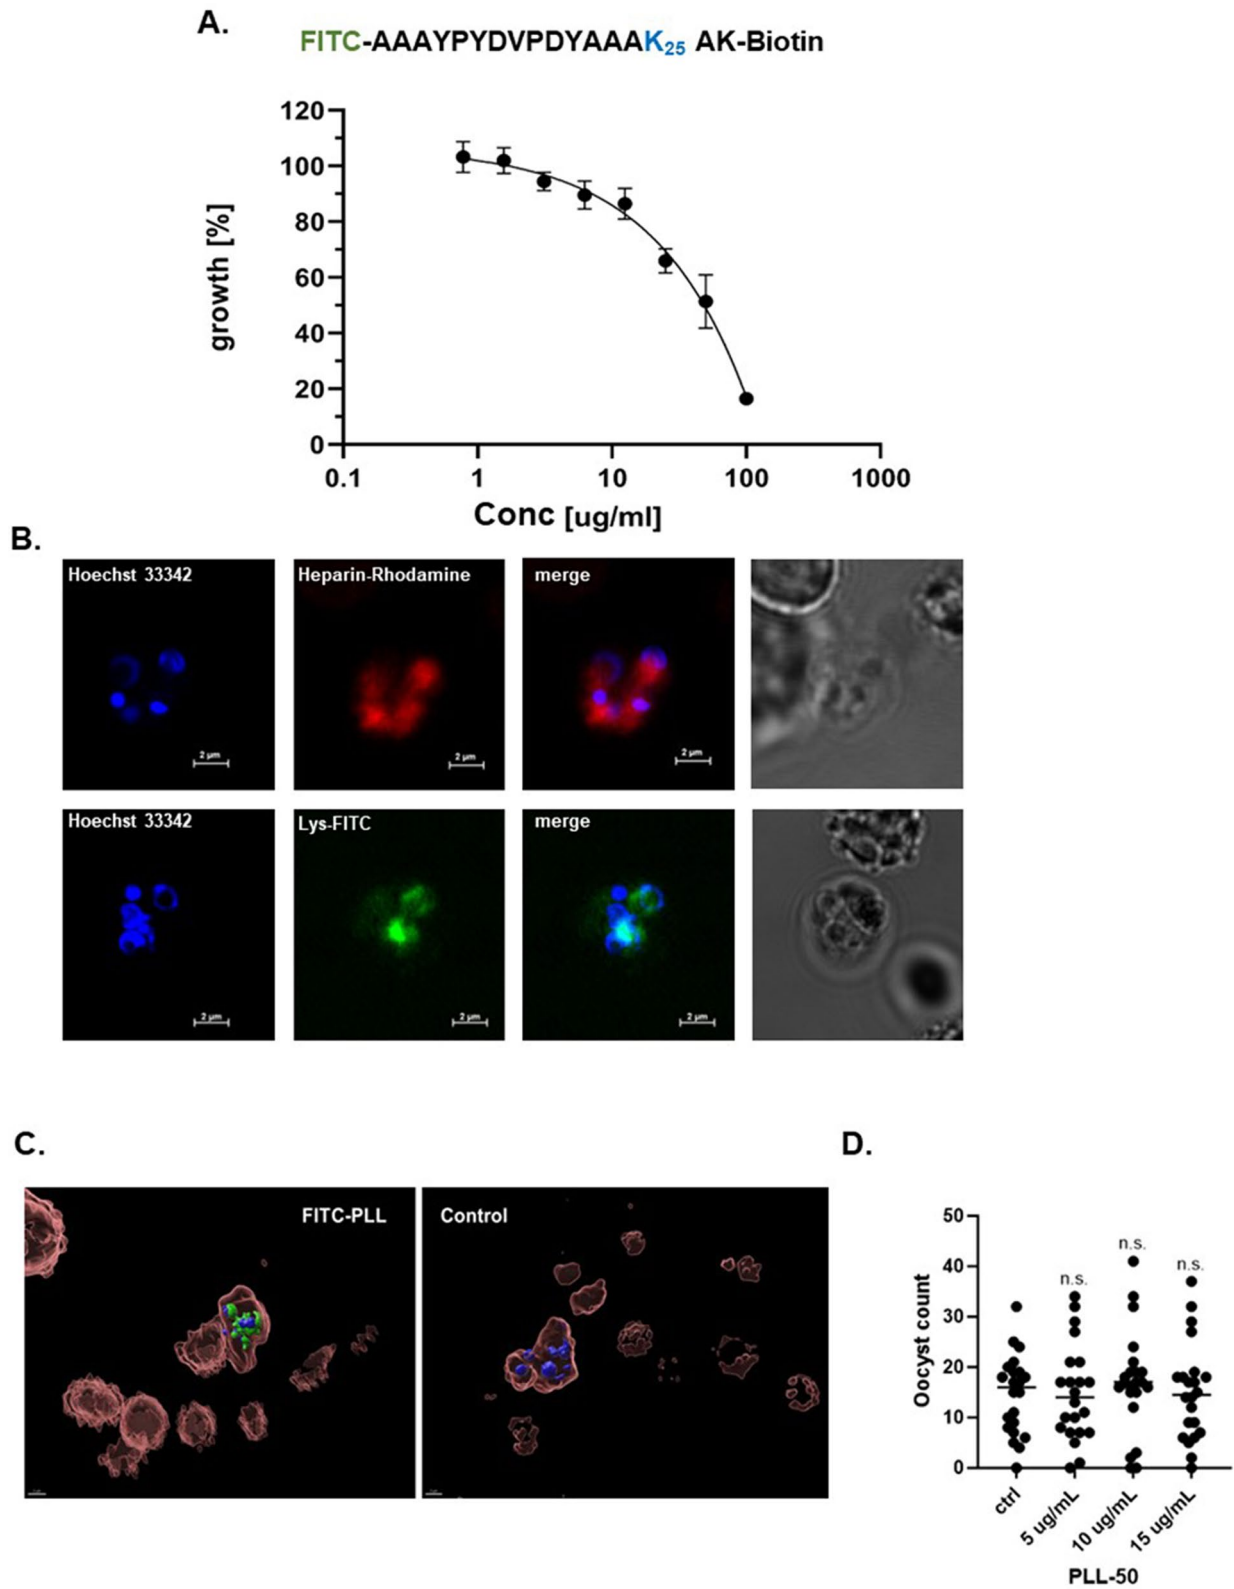 A.
FITC-AAAYPYDVPDYAAAK25 AK-Biotin
120
100
80
60
40
20
0
growth [%]
0.1 1 10 100 1000
Conc [ug/ml]
B.
Hoechst 33342 Heparin-Rhodamine merge
2 µm 2 µm 2 µm
Hoechst 33342 Lys-FITC merge
2 µm 2 µm 2 µm
C.
FITC-PLL Control
D.
50
40
30
20
10
0
Oocyst count
n.s. n.s. n.s.
ctrl 5 ug/mL 10 ug/mL 15 ug/mL
PLL-50